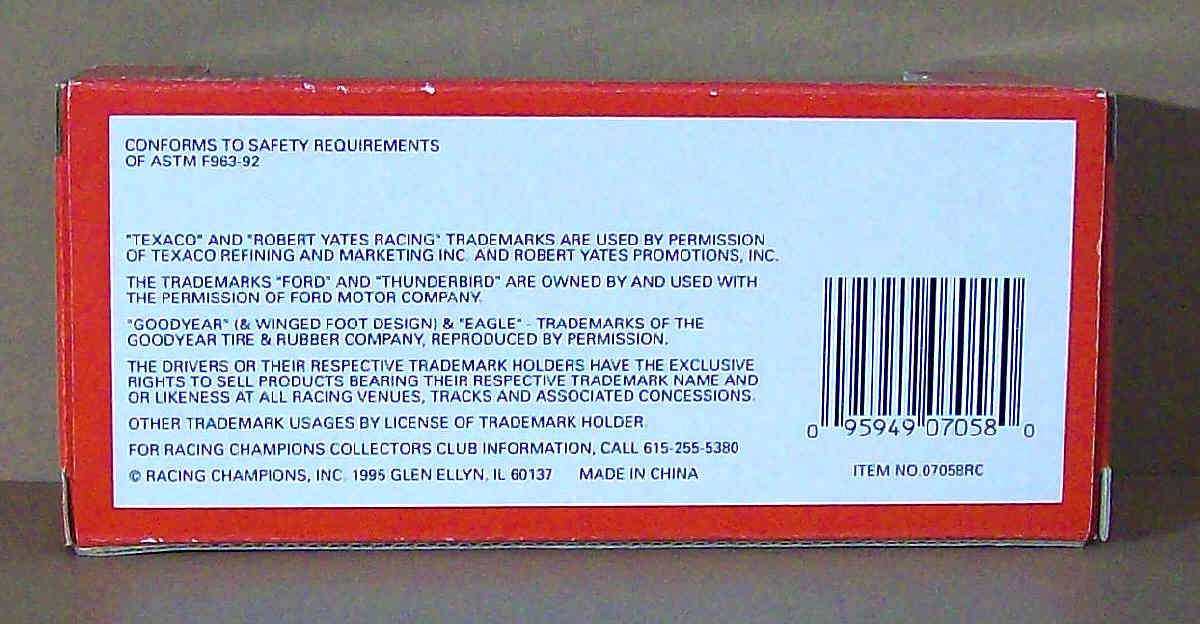 CONFORMS TO SAFETY REQUIREMENTS
OF ASTM F963-92
"TEXACO" AND "ROBERT YATES RACING" TRADEMARKS ARE USED BY PERMISSION
OF TEXACO REFINING AND MARKETING INC. AND ROBERT YATES PROMOTIONS, INC.
THE TRADEMARKS "FORD" AND "THUNDERBIRD" ARE OWNED BY AND USED WITH
THE PERMISSION OF FORD MOTOR COMPANY.
"GOODYEAR" (& WINGED FOOT DESIGN) & "EAGLE" - TRADEMARKS OF THE
GOODYEAR TIRE & RUBBER COMPANY, REPRODUCED BY PERMISSION.
THE DRIVERS OR THEIR RESPECTIVE TRADEMARK HOLDERS HAVE THE EXCLUSIVE
RIGHTS TO SELL PRODUCTS BEARING THEIR RESPECTIVE TRADEMARK NAME AND
OR LIKENESS AT ALL RACING VENUES, TRACKS AND ASSOCIATED CONCESSIONS.
OTHER TRADEMARK USAGES BY LICENSE OF TRADEMARK HOLDER.
FOR RACING CHAMPIONS COLLECTORS CLUB INFORMATION, CALL 615-255-5380
© RACING CHAMPIONS, INC. 1995 GLEN ELLYN, IL 60137 MADE IN CHINA
0 95949 07058 0
ITEM NO.07058RC